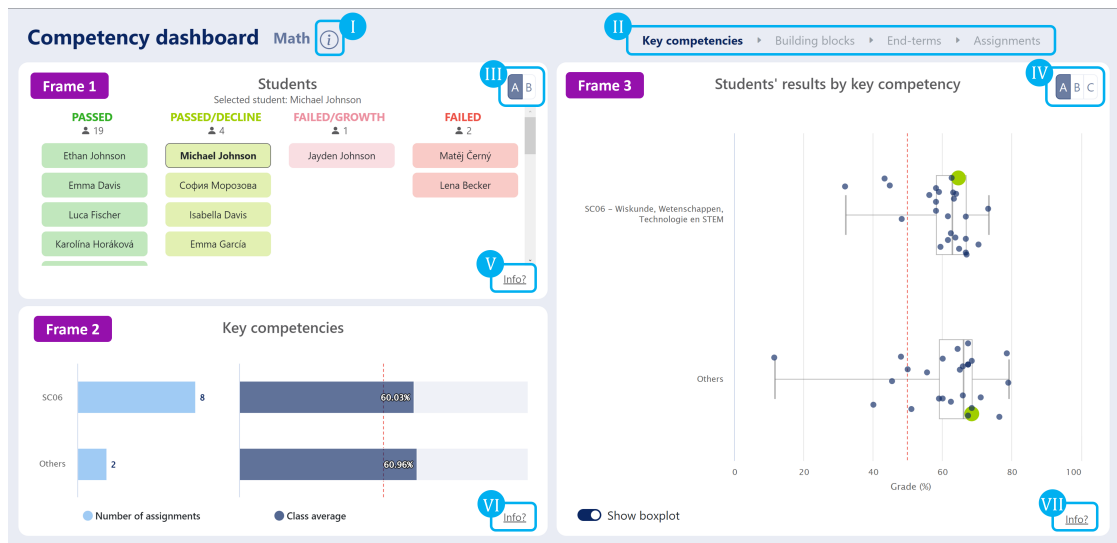 Competency dashboard Math i I
II
Key competencies ▸ Building blocks ▸ End-terms ▸ Assignments
Frame 1
Students
III
A B
Selected student: Michael Johnson
PASSED PASSED/DECLINE FAILED/GROWTH FAILED
19 4 1 2
Ethan Johnson Michael Johnson Jayden Johnson Matěj Černý
Emma Davis София Морозова Lena Becker
Luca Fischer Isabella Davis
Karolína Horáková Emma García
V
Info?
Frame 2
Key competencies
SC06 8 60.03%
Others 2 60.96%
Number of assignments Class average
VI
Info?
Frame 3
Students' results by key competency
IV
A B C
SC06 – Wiskunde, Wetenschappen,
Technologie en STEM
Others
0 20 40 60 80 100
Grade (%)
Show boxplot
VII
Info?